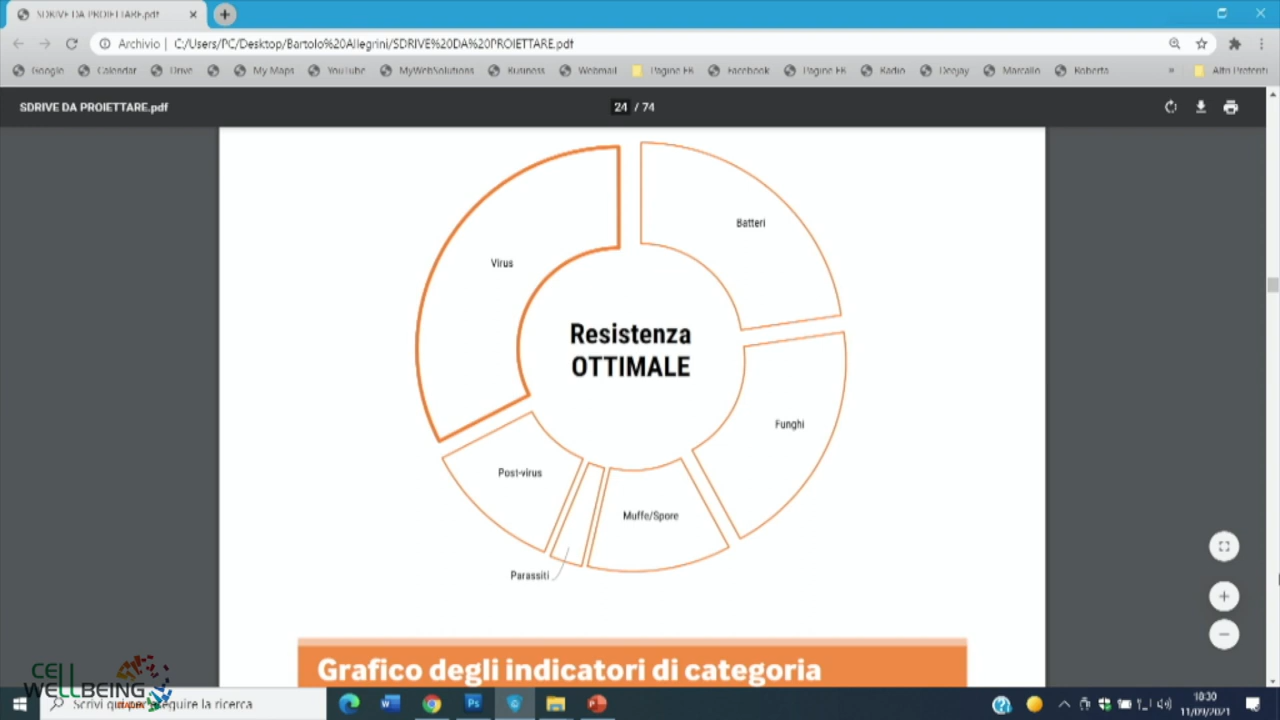 SDRIVE DA PROIETTARE.pdf
Archivio | C:/Users/PC/Desktop/Bartolo%20Allegrini/SDRIVE%20DA%20PROIETTARE.pdf
Google Calendar Drive My Maps YouTube MyWebSolutions Business Webmail Pagine FB Facebook Pagine FB Radio Deejay Marcello Roberta » Altri Preferiti
SDRIVE DA PROIETTARE.pdf 24 / 74
Batteri
Virus
Resistenza
OTTIMALE
Funghi
Post-virus
Muffe/Spore
Parassiti
Grafico degli indicatori di categoria
CELL
WELLBEING
Scrivi qui per eseguire la ricerca
18:30
11/09/2021